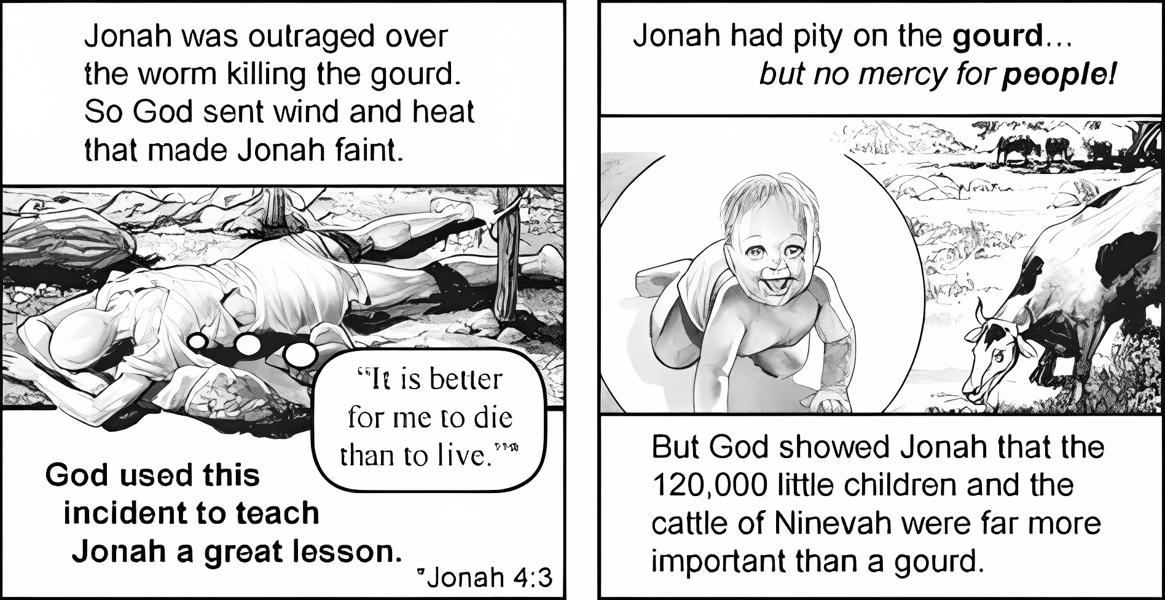 Jonah was outraged over
the worm killing the gourd.
So God sent wind and heat
that made Jonah faint.
“It is better
for me to die
than to live.”
God used this
incident to teach
Jonah a great lesson.
*Jonah 4:3
Jonah had pity on the gourd...
but no mercy for people!
But God showed Jonah that the
120,000 little children and the
cattle of Ninevah were far more
important than a gourd.